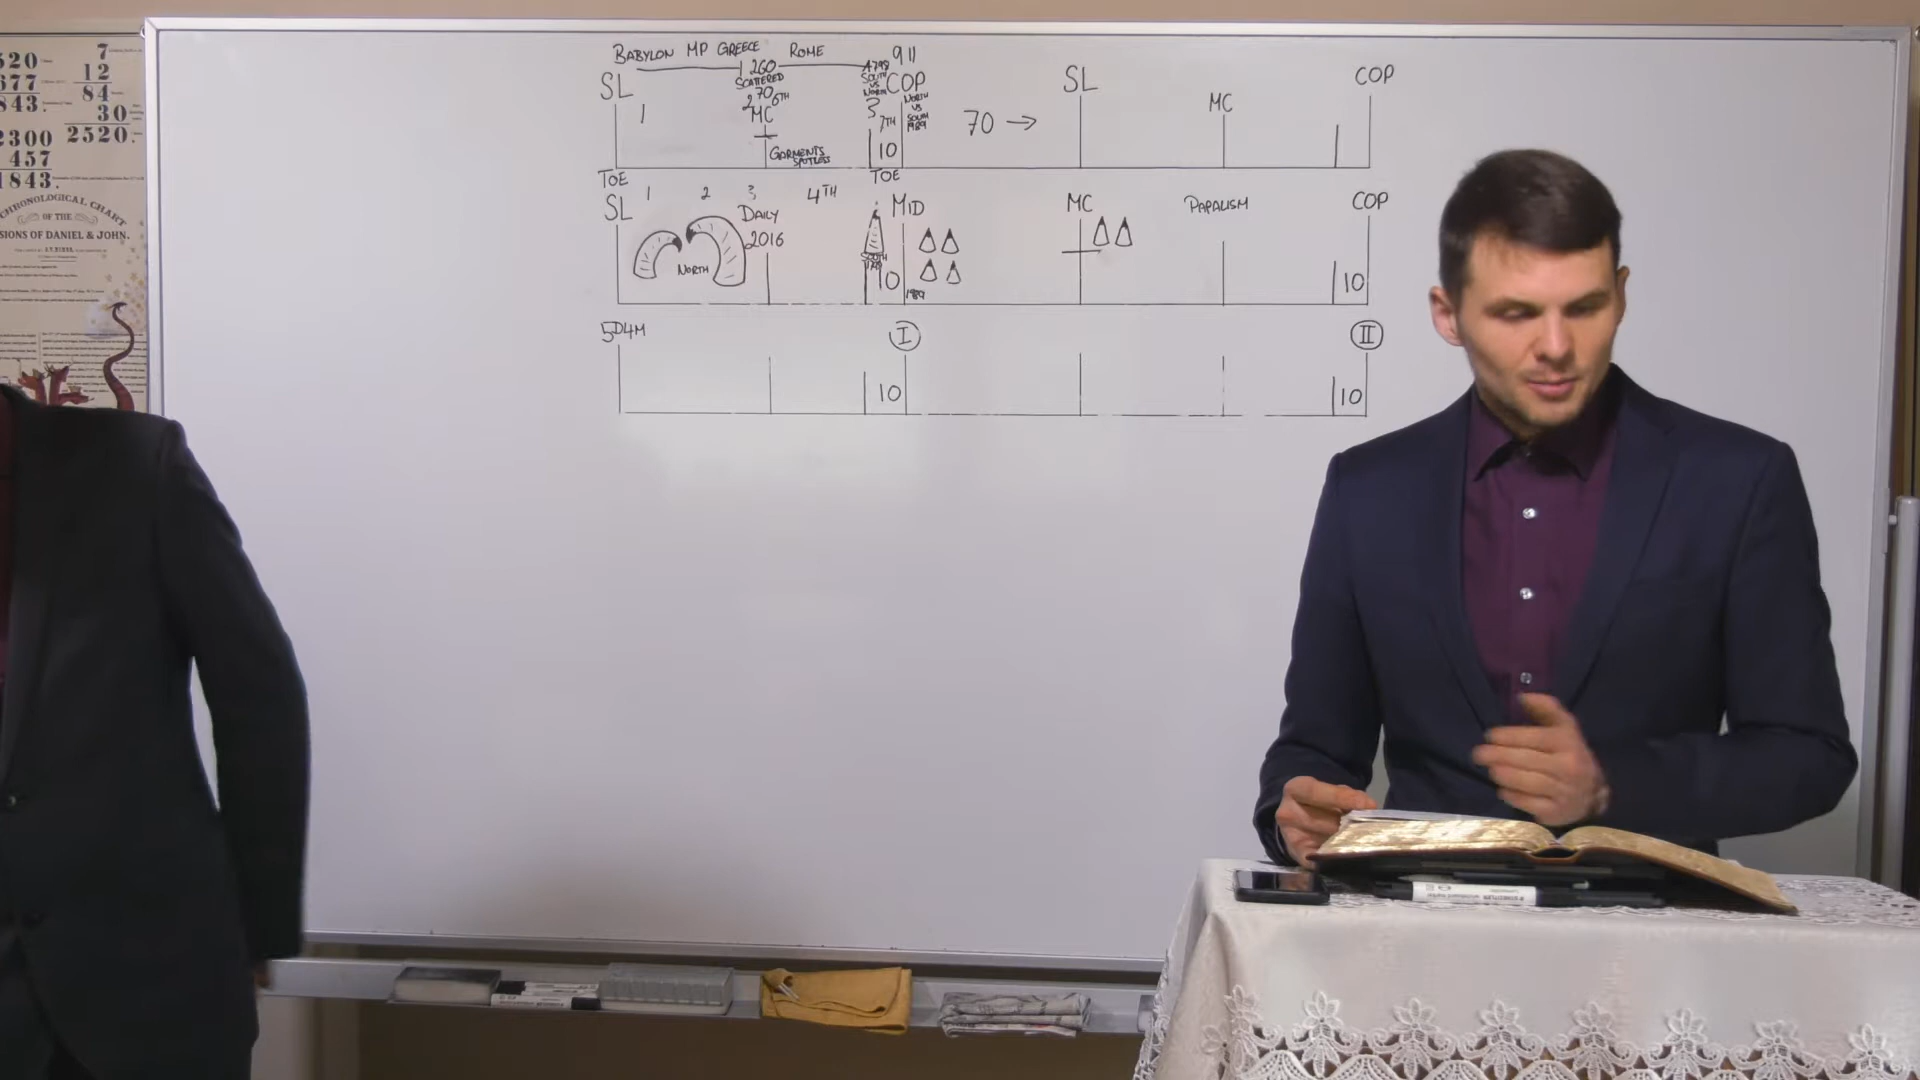 520
677
843.
2300
457
1843.
7
12
84
30
2520.
CHRONOLOGICAL CHART
OF THE
SIONS OF DANIEL & JOHN.
BABYLON MP GREECE ROME
911
1260
SL
SCATTERED
1798
SOUTH
VS
NORTH
COP
SL
COP
70
2 6TH
1
MC
3
7TH
NORTH
VS
SOUTH
1989
70 →
MC
GARMENTS
SPOTLESS
10
TOE
TOE
1 2 3 4TH
SL
DAILY
MID
MC
PAPALISM
COP
2016
NORTH
SOUTH
10
1989
10
5D4M
I
II
10
10